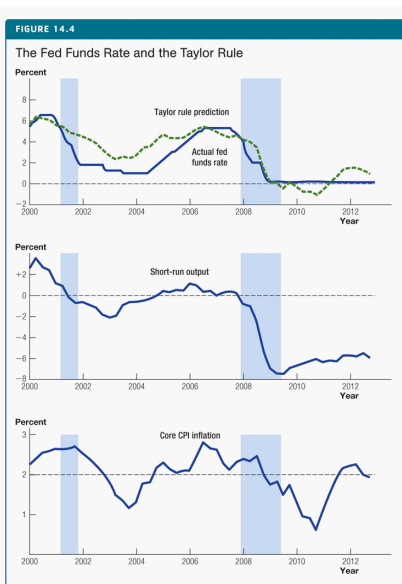 FIGURE 14.4
The Fed Funds Rate and the Taylor Rule
Percent
8
6
4
2
0
−2
Taylor rule prediction
Actual fed
funds rate
2000 2002 2004 2006 2008 2010 2012
Year
Percent
+2
0
−2
−4
−6
−8
Short-run output
2000 2002 2004 2006 2008 2010 2012
Year
Percent
3
2
1
Core CPI inflation
2000 2002 2004 2006 2008 2010 2012
Year